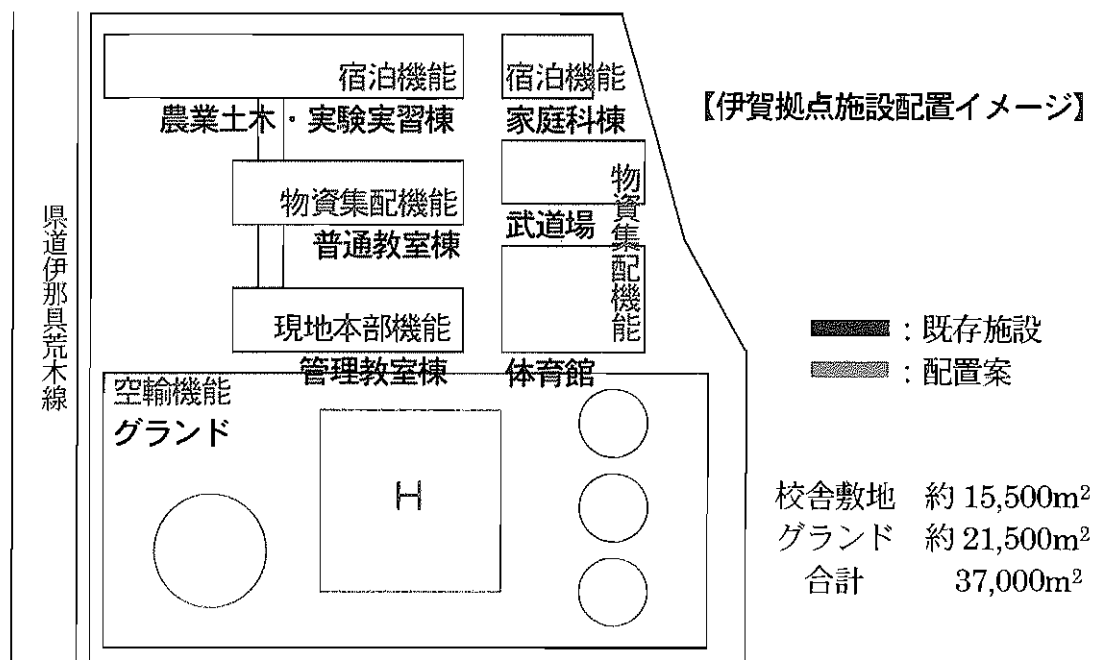 宿泊機能
農業土木・実験実習棟
宿泊機能
家庭科棟
【伊賀拠点施設配置イメージ】
物資集配機能
普通教室棟
武道場
物資集配機能
県道伊那具荒木線
現地本部機能
管理教室棟
体育館
：既存施設
：配置案
空輸機能
グランド
H
校舎敷地 約 15,500m²
グランド 約 21,500m²
合計 37,000m²